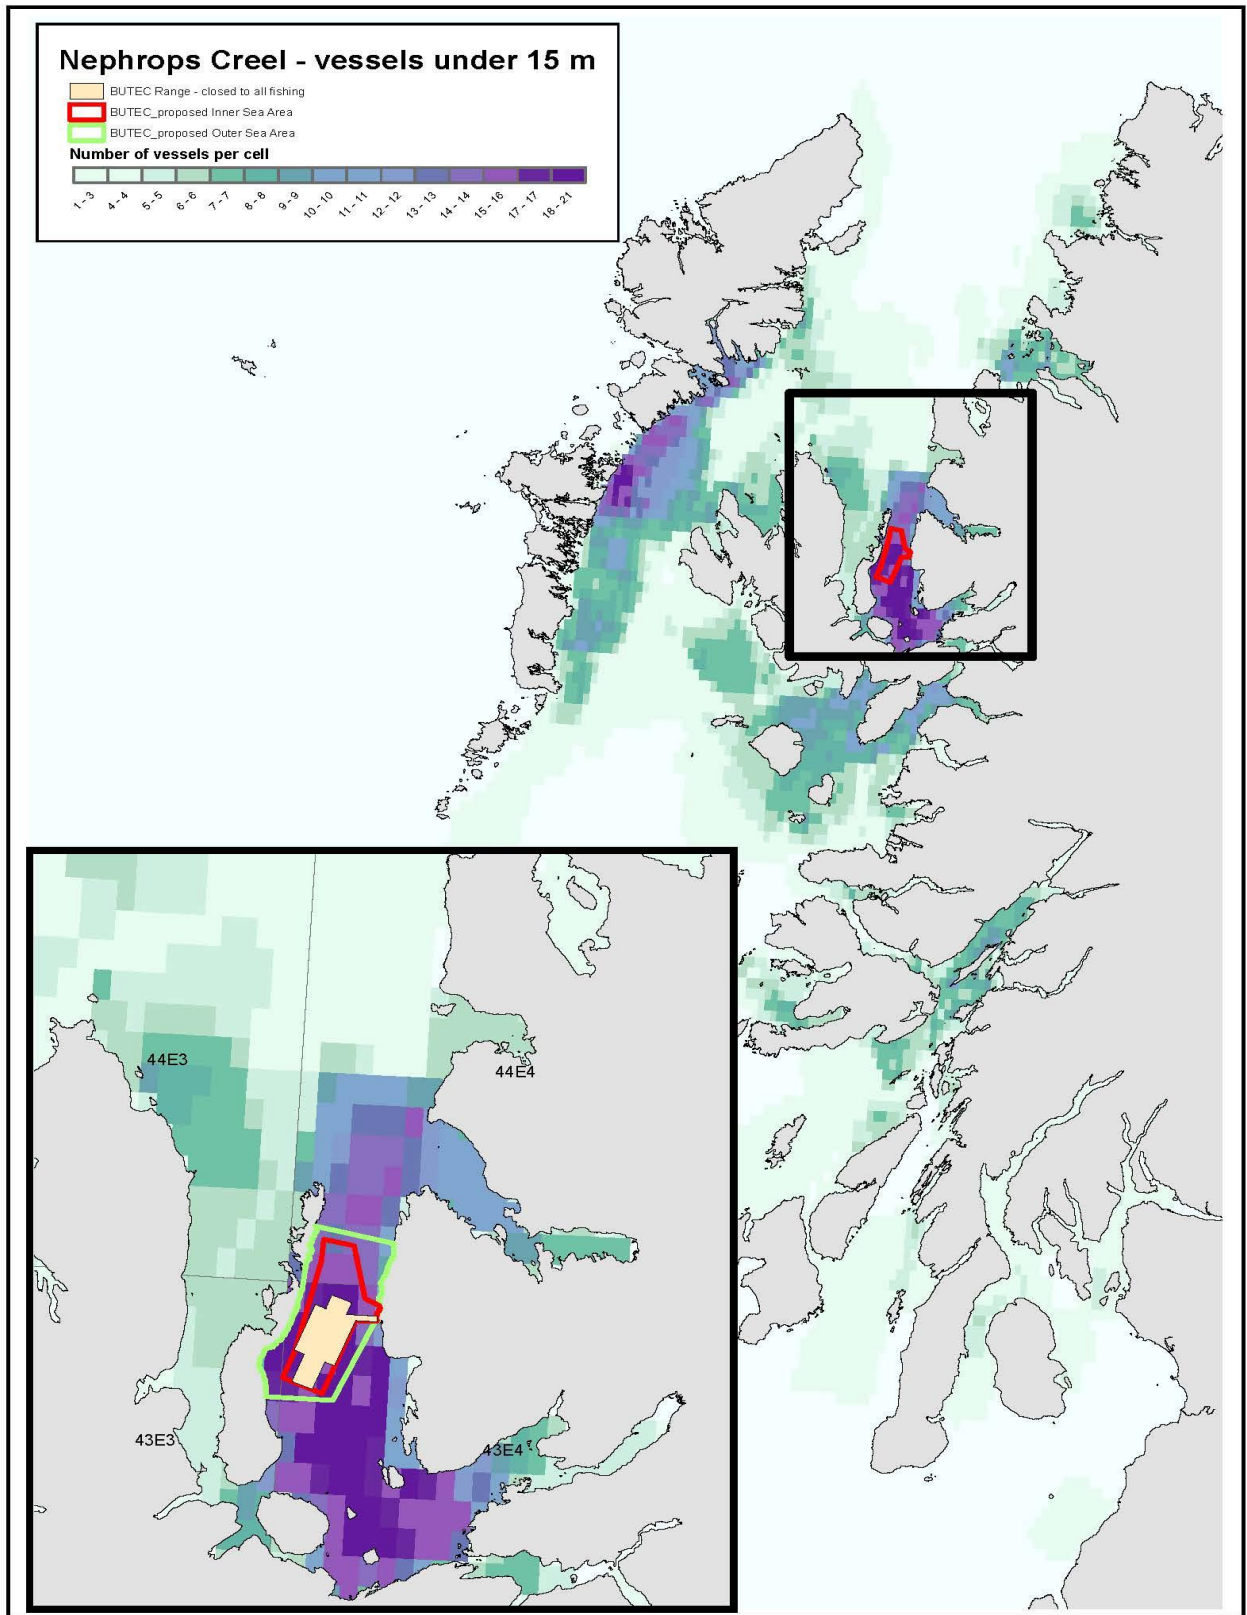 Nephrops Creel - vessels under 15 m
BUTEC Range - closed to all fishing
BUTEC_proposed Inner Sea Area
BUTEC_proposed Outer Sea Area
Number of vessels per cell
1 - 3 4 - 4 5 - 5 6 - 6 7 - 7 8 - 8 9 - 9 10 - 10 11 - 11 12 - 12 13 - 13 14 - 14 15 - 16 17 - 17 18 - 21
44E3
44E4
43E3
43E4